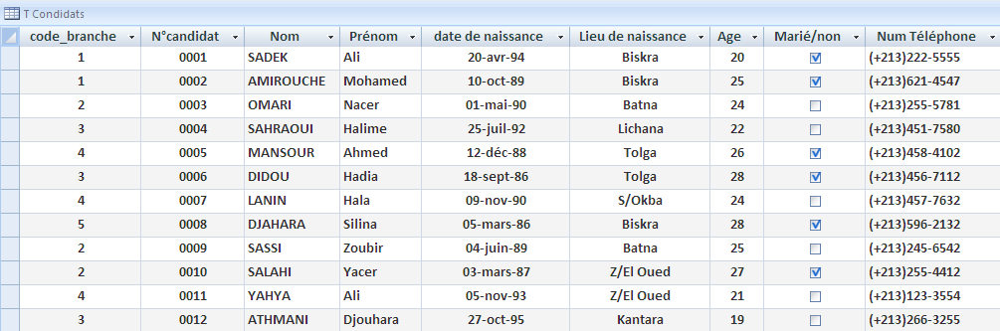 T Condidats
code_branche N°candidat Nom Prénom date de naissance Lieu de naissance Age Marié/non Num Téléphone
1 0001 SADEK Ali 20-avr-94 Biskra 20 (+213)222-5555
1 0002 AMIROUCHE Mohamed 10-oct-89 Biskra 25 (+213)621-4547
2 0003 OMARI Nacer 01-mai-90 Batna 24 (+213)255-5781
3 0004 SAHRAOUI Halime 25-juil-92 Lichana 22 (+213)451-7580
4 0005 MANSOUR Ahmed 12-déc-88 Tolga 26 (+213)458-4102
3 0006 DIDOU Hadia 18-sept-86 Tolga 28 (+213)456-7112
4 0007 LANIN Hala 09-nov-90 S/Okba 24 (+213)457-7632
5 0008 DJAHARA Silina 05-mars-86 Biskra 28 (+213)596-2132
2 0009 SASSI Zoubir 04-juin-89 Batna 25 (+213)245-6542
2 0010 SALAHI Yacer 03-mars-87 Z/El Oued 27 (+213)255-4412
4 0011 YAHYA Ali 05-nov-93 Z/El Oued 21 (+213)123-3554
3 0012 ATHMANI Djouhara 27-oct-95 Kantara 19 (+213)266-3255